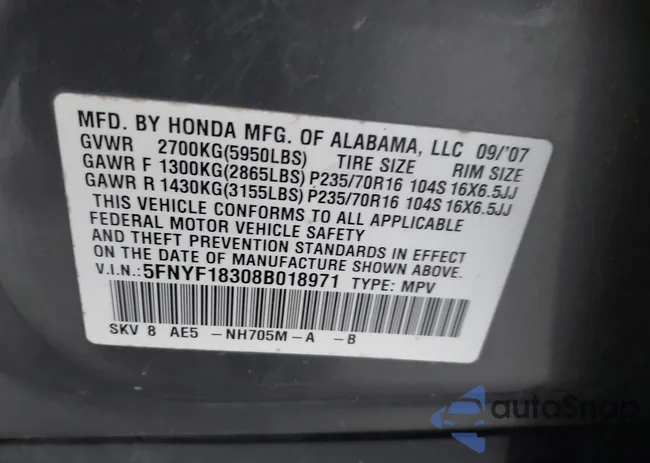 MFD. BY HONDA MFG. OF ALABAMA, LLC 09/'07
GVWR 2700KG(5950LBS) TIRE SIZE RIM SIZE
GAWR F 1300KG(2865LBS) P235/70R16 104S 16X6.5JJ
GAWR R 1430KG(3155LBS) P235/70R16 104S 16X6.5JJ
THIS VEHICLE CONFORMS TO ALL APPLICABLE
FEDERAL MOTOR VEHICLE SAFETY
AND THEFT PREVENTION STANDARDS IN EFFECT
ON THE DATE OF MANUFACTURE SHOWN ABOVE.
V.I.N.: 5FNYF18308B018971 TYPE: MPV
SKV 8 AE5 -NH705M-A -B
autoSnap